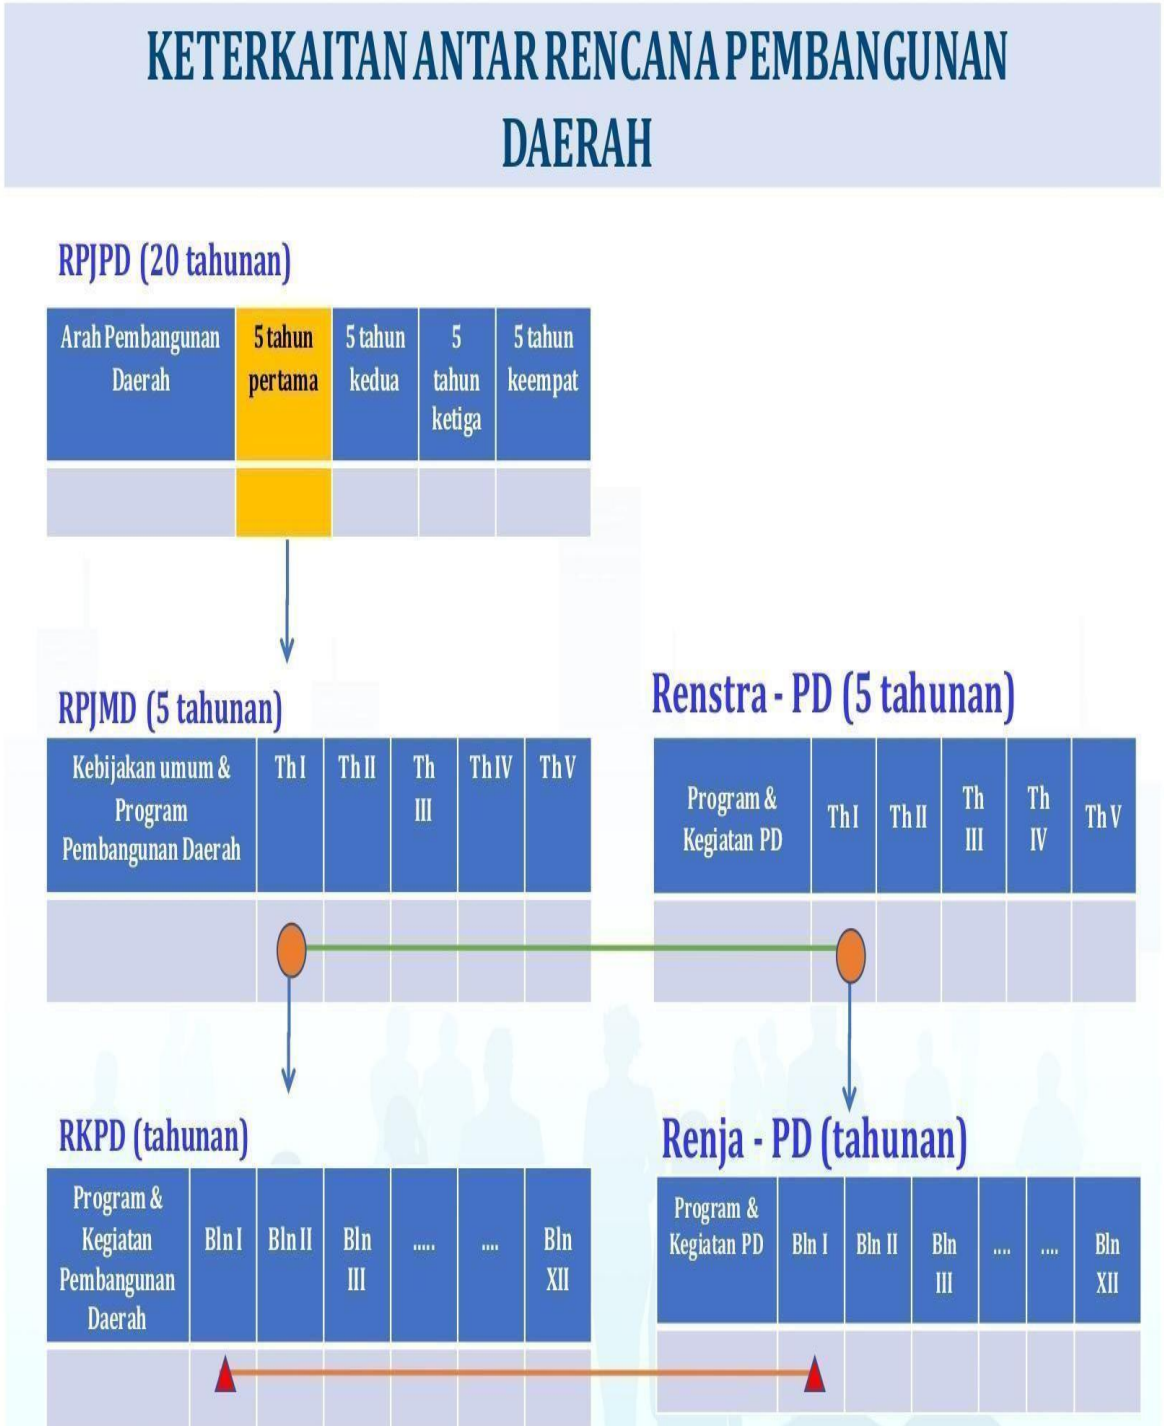 KETERKAITAN ANTAR RENCANA PEMBANGUNAN
DAERAH
RPJPD (20 tahunan)
Arah Pembangunan
Daerah
5 tahun
pertama
5 tahun
kedua
5
tahun
ketiga
5 tahun
keempat
RPJMD (5 tahunan)
Kebijakan umum &
Program
Pembangunan Daerah
Th I
Th II
Th
III
Th IV
Th V
Renstra - PD (5 tahunan)
Program &
Kegiatan PD
Th I
Th II
Th
III
Th
IV
Th V
RKPD (tahunan)
Program &
Kegiatan
Pembangunan
Daerah
Bln I
Bln II
Bln
III
.....
....
Bln
XII
Renja - PD (tahunan)
Program &
Kegiatan PD
Bln I
Bln II
Bln
III
....
....
Bln
XII